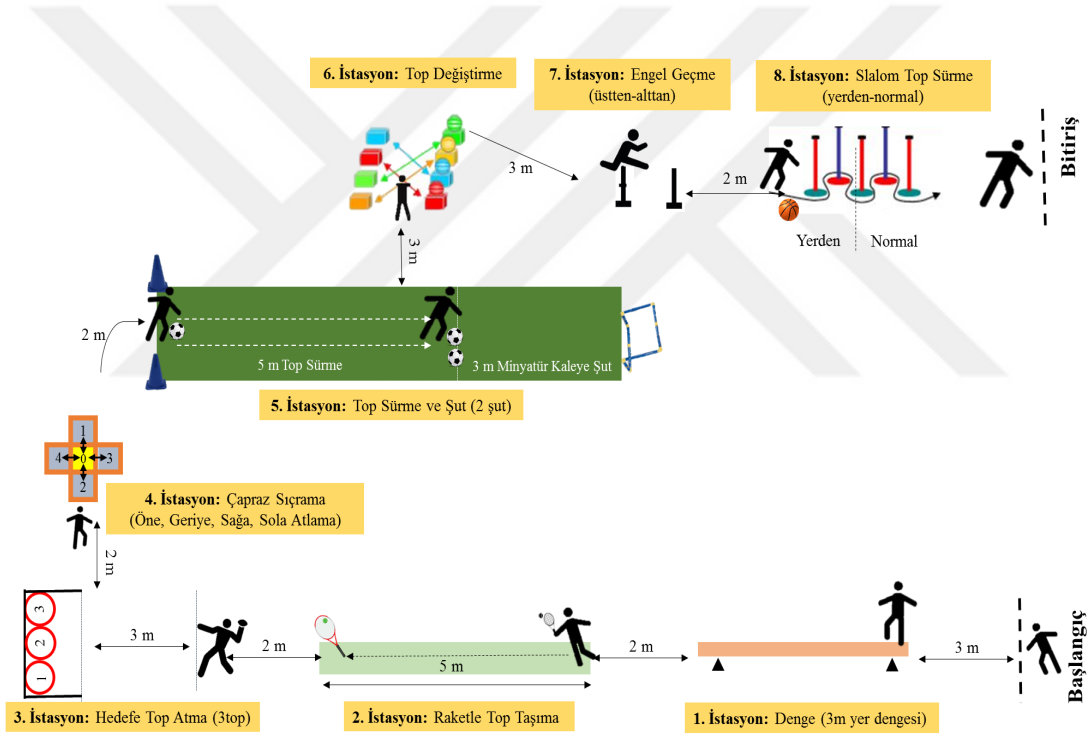 6. İstasyon: Top Değiştirme
7. İstasyon: Engel Geçme
(üstten-alttan)
8. İstasyon: Slalom Top Sürme
(yerden-normal)
Bitiriş
3 m
2 m
Yerden
Normal
3 m
2 m
5 m Top Sürme
3 m Minyatür Kaleye Şut
5. İstasyon: Top Sürme ve Şut (2 şut)
1
4
0
3
2
4. İstasyon: Çapraz Sıçrama
(Öne, Geriye, Sağa, Sola Atlama)
2 m
3
2
1
3 m
2 m
5 m
2 m
3 m
Başlangıç
3. İstasyon: Hedefe Top Atma (3top)
2. İstasyon: Raketle Top Taşıma
1. İstasyon: Denge (3m yer dengesi)